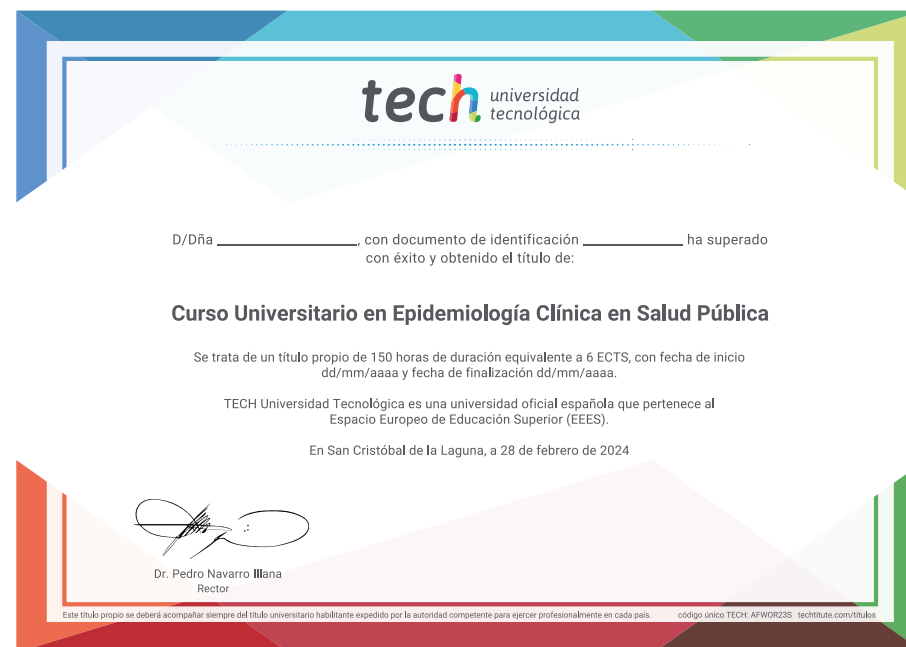 tech universidad
tecnológica
D/Dña ____________, con documento de identificación ____________ ha superado
con éxito y obtenido el título de:
Curso Universitario en Epidemiología Clínica en Salud Pública
Se trata de un título propio de 150 horas de duración equivalente a 6 ECTS, con fecha de inicio
dd/mm/aaaa y fecha de finalización dd/mm/aaaa.
TECH Universidad Tecnológica es una universidad oficial española que pertenece al
Espacio Europeo de Educación Superior (EEES).
En San Cristóbal de la Laguna, a 28 de febrero de 2024
Dr. Pedro Navarro Illana
Rector
Este título propio se deberá acompañar siempre del título universitario habilitante expedido por la autoridad competente para ejercer profesionalmente en cada país. código único TECH: AFWOR23S techtitute.com/titulos